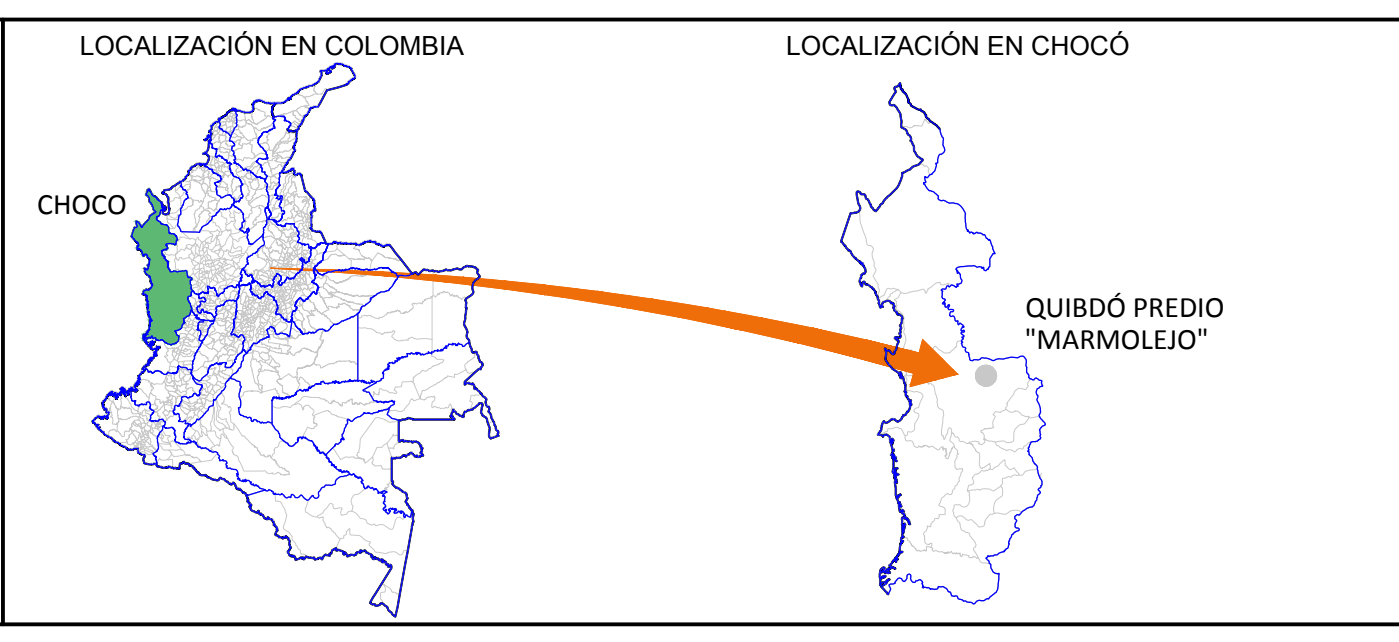 LOCALIZACIÓN EN COLOMBIA
LOCALIZACIÓN EN CHOCÓ
CHOCO
QUIBDÓ PREDIO
"MARMOLEJO"